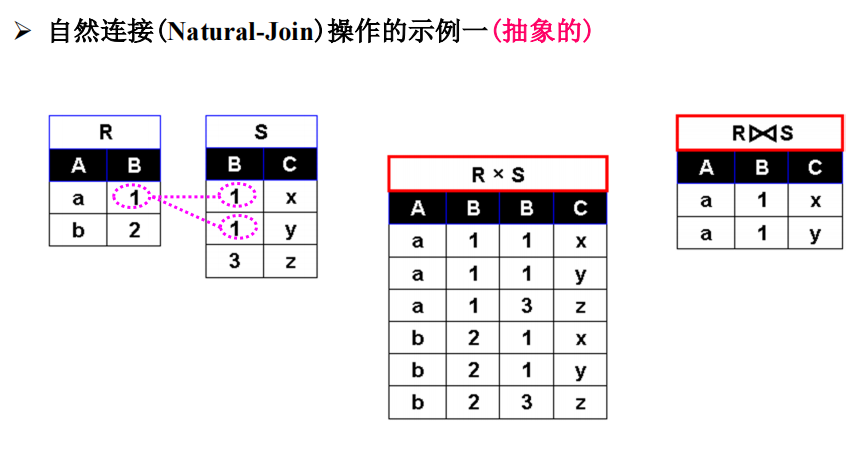 ➢ 自然连接(Natural-Join)操作的示例一(抽象的)
R
A B
a 1
b 2
S
B C
1 x
1 y
3 z
R × S
A B B C
a 1 1 x
a 1 1 y
a 1 3 z
b 2 1 x
b 2 1 y
b 2 3 z
R⋈S
A B C
a 1 x
a 1 y